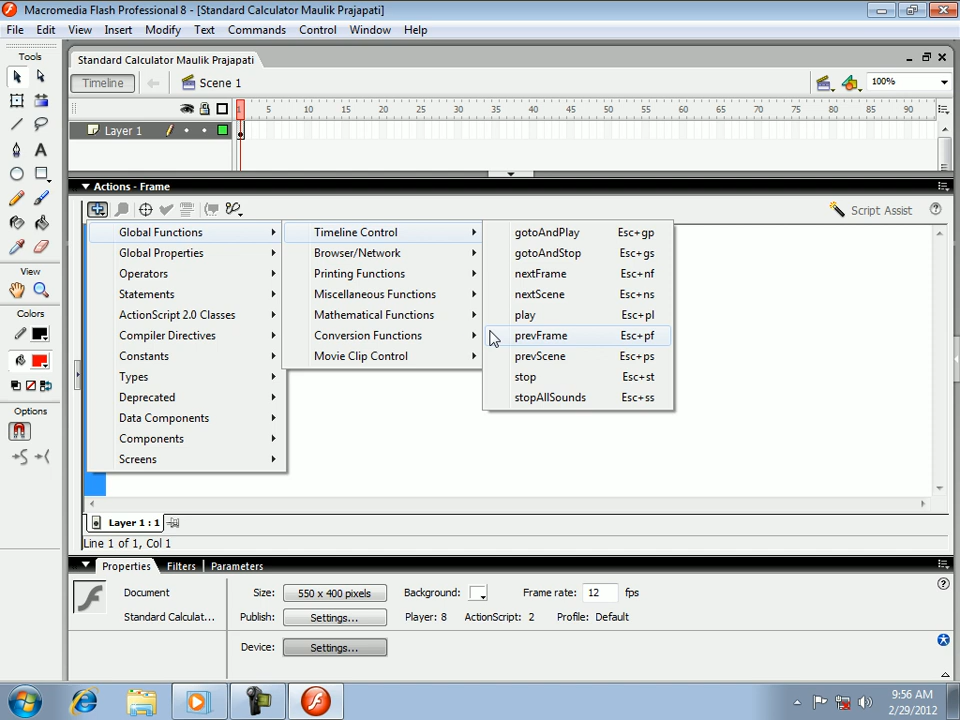 Macromedia Flash Professional 8 - [Standard Calculator Maulik Prajapati]
File Edit View Insert Modify Text Commands Control Window Help
Tools
Standard Calculator Maulik Prajapati
Timeline
Scene 1
100%
1 5 10 15 20 25 30 35 40 45 50 55 60 65 70 75 80 85 90
Layer 1
Actions - Frame
Script Assist
Global Functions
Global Properties
Operators
Statements
ActionScript 2.0 Classes
Compiler Directives
Constants
Types
Deprecated
Data Components
Components
Screens
Timeline Control
Browser/Network
Printing Functions
Miscellaneous Functions
Mathematical Functions
Conversion Functions
Movie Clip Control
gotoAndPlay Esc+gp
gotoAndStop Esc+gs
nextFrame Esc+nf
nextScene Esc+ns
play Esc+pl
prevFrame Esc+pf
prevScene Esc+ps
stop Esc+st
stopAllSounds Esc+ss
View
Colors
Options
Layer 1 : 1
Line 1 of 1, Col 1
Properties Filters Parameters
Document
Standard Calculat...
Size: 550 x 400 pixels Background: Frame rate: 12 fps
Publish: Settings... Player: 8 ActionScript: 2 Profile: Default
Device: Settings...
9:56 AM
2/29/2012